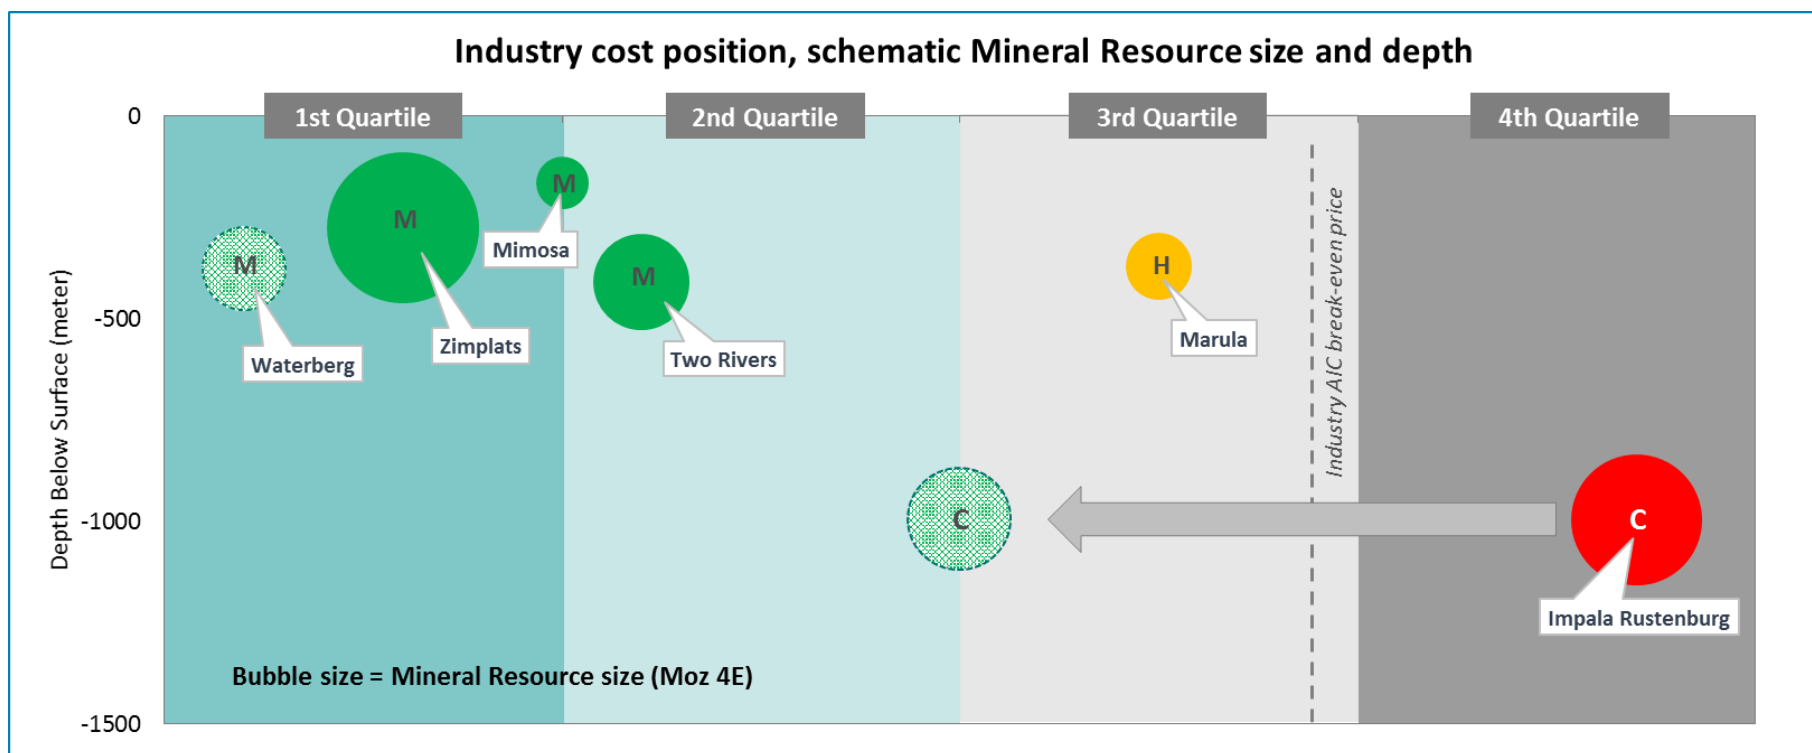 Industry cost position, schematic Mineral Resource size and depth
1st Quartile
2nd Quartile
3rd Quartile
4th Quartile
0
-500
-1000
-1500
Depth Below Surface (meter)
M
Waterberg
M
Zimplats
M
Mimosa
M
Two Rivers
H
Marula
Industry AIC break-even price
C
C
Impala Rustenburg
Bubble size = Mineral Resource size (Moz 4E)